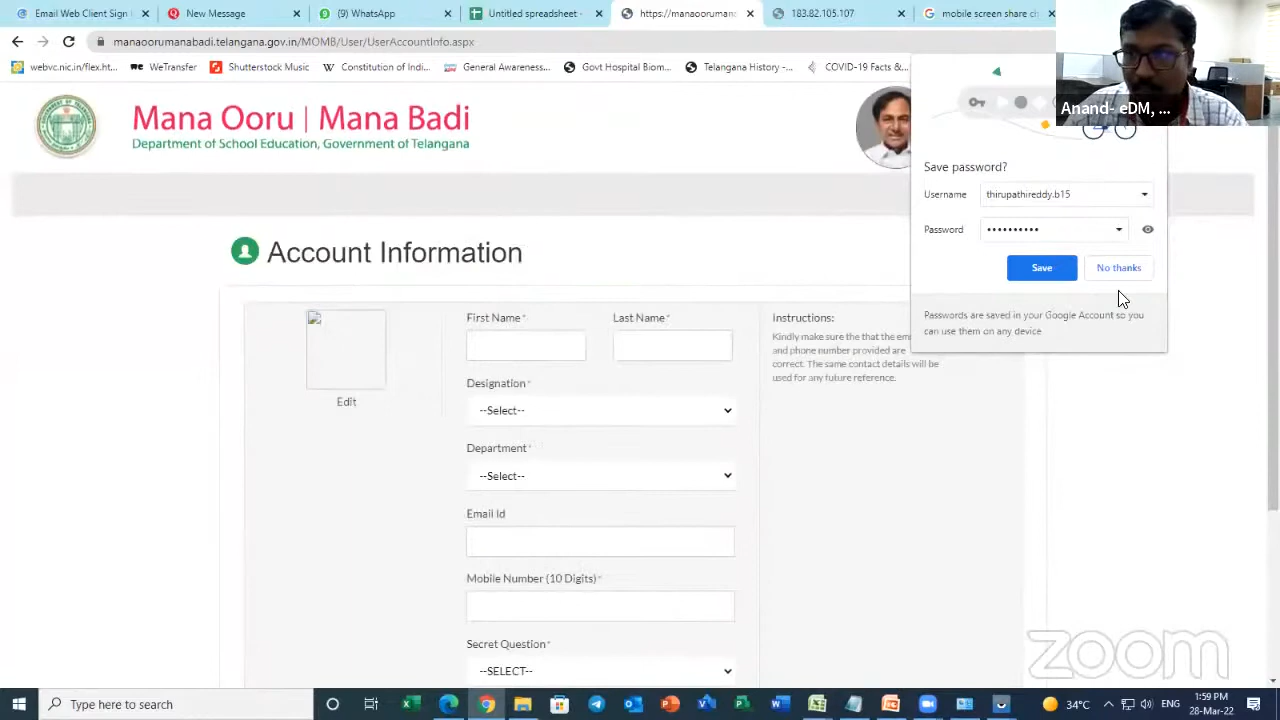 Email Web Client Sign I
Q New Message
(9) WhatsApp
Untitled spreadsheet -
https://manaoorumana
183.82.105.107
mobile screen share c
manaoorumanabadi.telangana.gov.in/MOMB/User/UserAccountInfo.aspx
webvc.nic.in/flex.ht...
WeTransfer
Shutterstock Music
Constitution of Indi...
General Awareness...
Govt Hospital Biom...
Telangana History -...
COVID-19 Facts &...
Anand- eDM, ...
Mana Ooru | Mana Badi
Department of School Education, Government of Telangana
Save password?
Username thirupathireddy.b15
Password ••••••••••
Save No thanks
Passwords are saved in your Google Account so you
can use them on any device
Account Information
Edit
First Name* Last Name*
Designation*
--Select--
Department*
--Select--
Email Id
Mobile Number (10 Digits)*
Secret Question*
--SELECT--
Instructions:
Kindly make sure the that the em
and phone number provided are
correct. The same contact details will be
used for any future reference.
zoom
Type here to search
34°C
ENG
1:59 PM
28-Mar-22